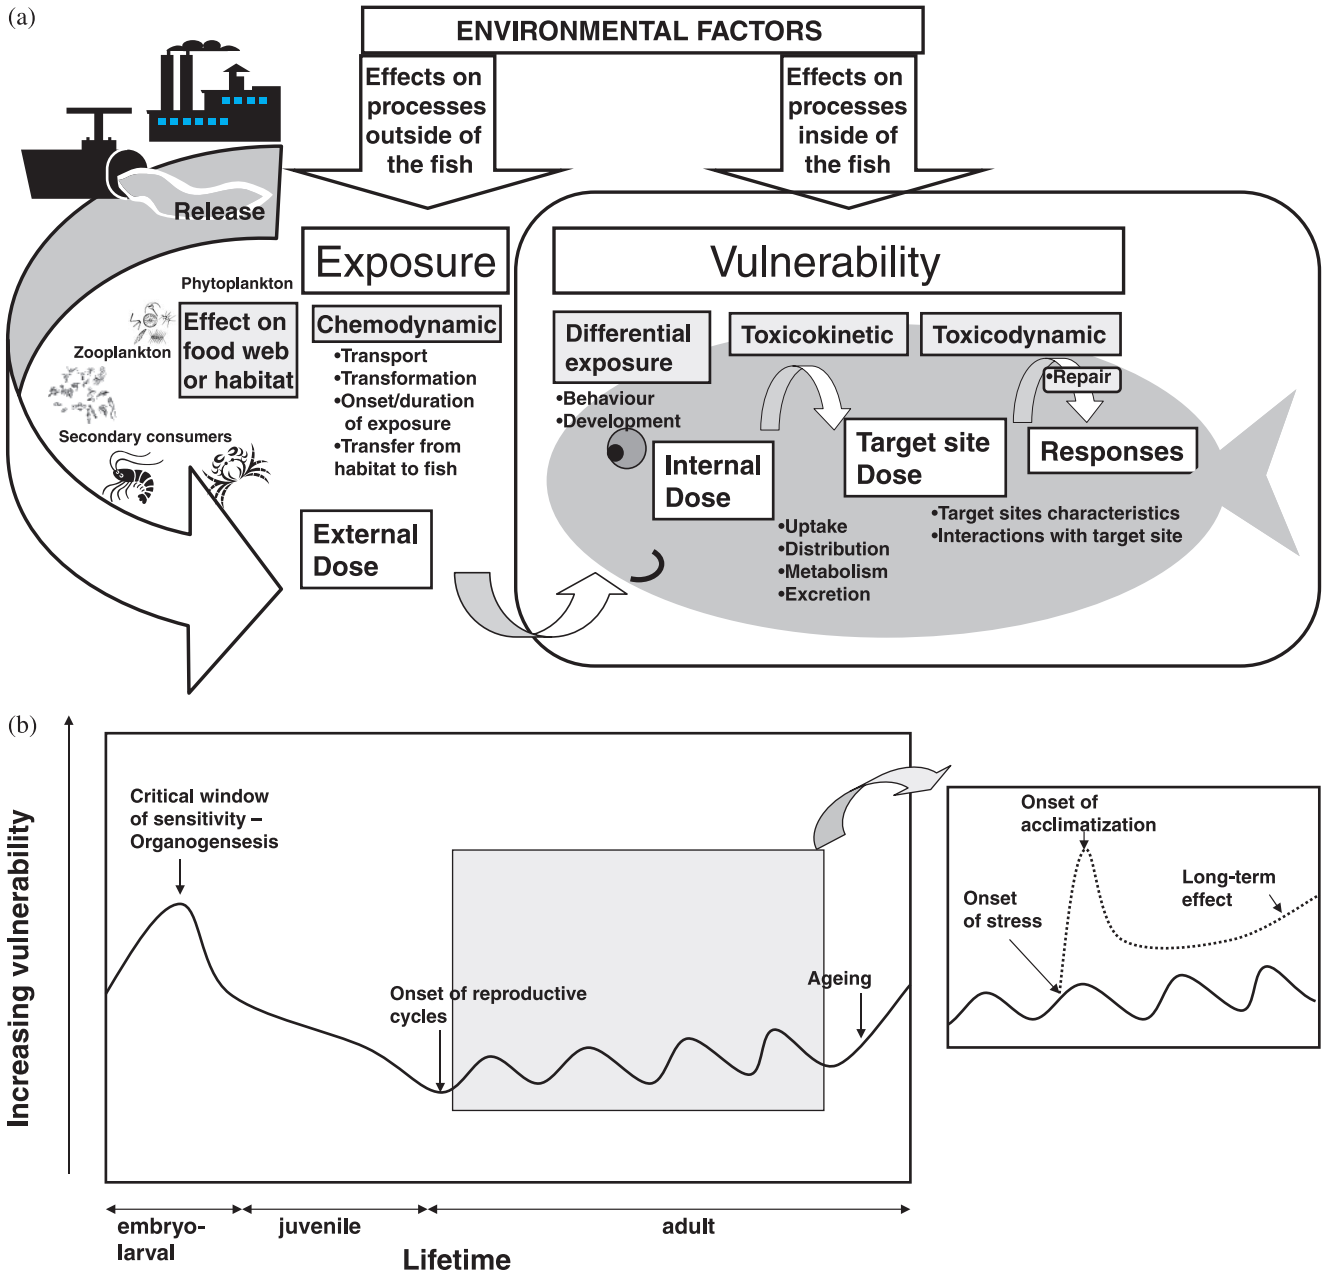 (a)
ENVIRONMENTAL FACTORS
Effects on
processes
outside of
the fish
Effects on
processes
inside of
the fish
Release
Exposure
Vulnerability
Phytoplankton
Effect on
food web
or habitat
Zooplankton
Secondary consumers
Chemodynamic
•Transport
•Transformation
•Onset/duration
of exposure
•Transfer from
habitat to fish
External
Dose
Differential
exposure
•Behaviour
•Development
Toxicokinetic
Toxicodynamic
•Repair
Internal
Dose
Target site
Dose
Responses
•Uptake
•Distribution
•Metabolism
•Excretion
•Target sites characteristics
•Interactions with target site
(b)
Increasing vulnerability
Critical window
of sensitivity –
Organogensesis
Onset of reproductive
cycles
Ageing
Onset of
acclimatization
Onset
of stress
Long-term
effect
embryo-
larval
juvenile
adult
Lifetime